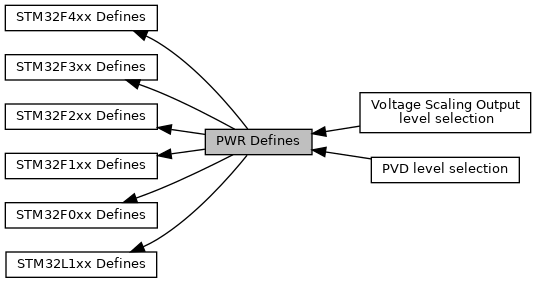 STM32F4xx Defines
STM32F3xx Defines
STM32F2xx Defines
STM32F1xx Defines
STM32F0xx Defines
STM32L1xx Defines
PWR Defines
Voltage Scaling Output
level selection
PVD level selection